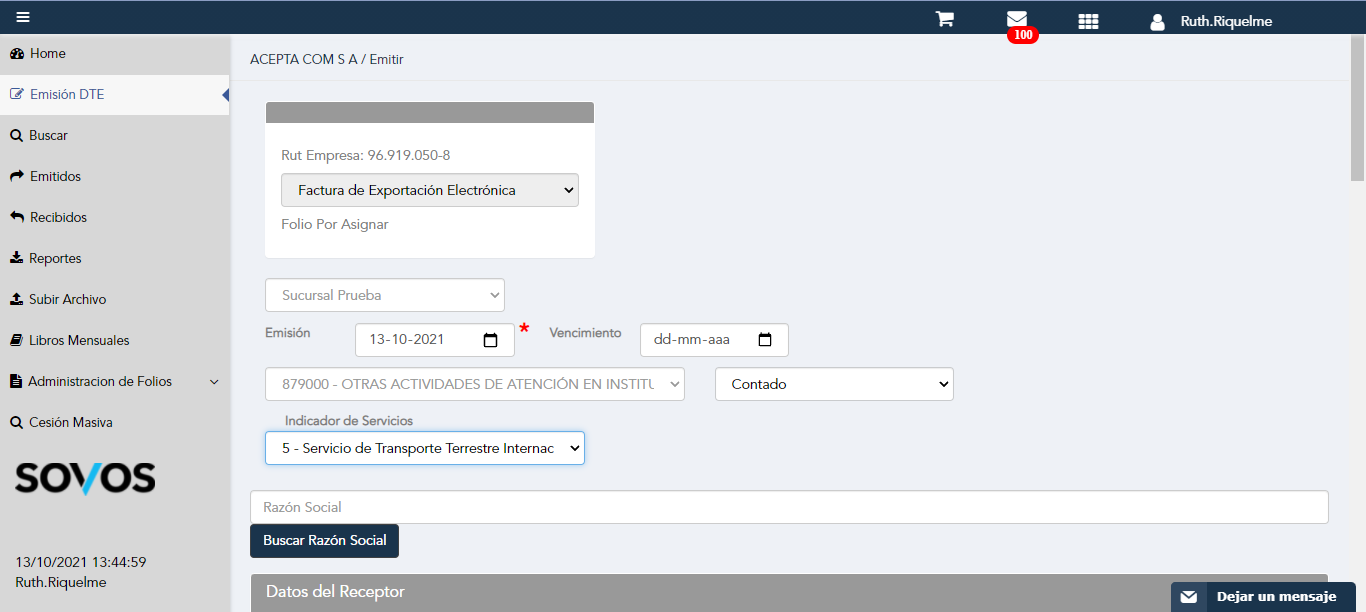 Ruth.Riquelme
100
Home
Emisión DTE
Buscar
Emitidos
Recibidos
Reportes
Subir Archivo
Libros Mensuales
Administracion de Folios
Cesión Masiva
SOVOS
13/10/2021 13:44:59
Ruth.Riquelme
ACEPTA COM S A / Emitir
Rut Empresa: 96.919.050-8
Factura de Exportación Electrónica
Folio Por Asignar
Sucursal Prueba
Emisión 13-10-2021 * Vencimiento dd-mm-aaa
879000 - OTRAS ACTIVIDADES DE ATENCIÓN EN INSTITU Contado
Indicador de Servicios
5 - Servicio de Transporte Terrestre Internac
Razón Social
Buscar Razón Social
Datos del Receptor
Dejar un mensaje